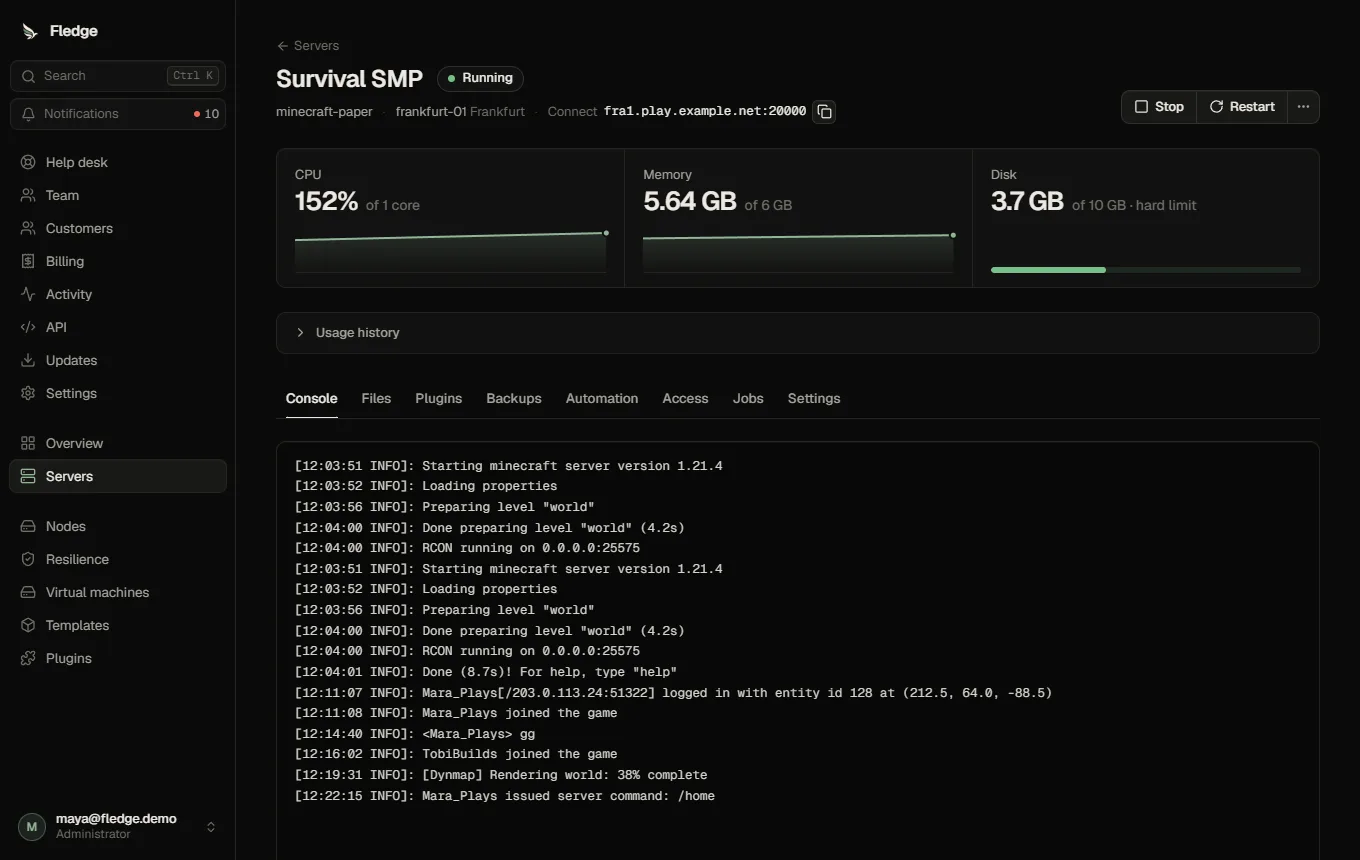 Fledge
Search Ctrl K
Notifications 10
Help desk
Team
Customers
Billing
Activity
API
Updates
Settings
Overview
Servers
Nodes
Resilience
Virtual machines
Templates
Plugins
M maya@fledge.demo
Administrator
← Servers
Survival SMP Running
minecraft-paper · frankfurt-01 Frankfurt · Connect fra1.play.example.net:20000
Stop Restart ···
CPU
152% of 1 core
Memory
5.64 GB of 6 GB
Disk
3.7 GB of 10 GB · hard limit
Usage history
Console Files Plugins Backups Automation Access Jobs Settings
[12:03:51 INFO]: Starting minecraft server version 1.21.4
[12:03:52 INFO]: Loading properties
[12:03:56 INFO]: Preparing level "world"
[12:04:00 INFO]: Done preparing level "world" (4.2s)
[12:04:00 INFO]: RCON running on 0.0.0.0:25575
[12:03:51 INFO]: Starting minecraft server version 1.21.4
[12:03:52 INFO]: Loading properties
[12:03:56 INFO]: Preparing level "world"
[12:04:00 INFO]: Done preparing level "world" (4.2s)
[12:04:00 INFO]: RCON running on 0.0.0.0:25575
[12:04:01 INFO]: Done (8.7s)! For help, type "help"
[12:11:07 INFO]: Mara_Plays[/203.0.113.24:51322] logged in with entity id 128 at (212.5, 64.0, -88.5)
[12:11:08 INFO]: Mara_Plays joined the game
[12:14:40 INFO]: <Mara_Plays> gg
[12:16:02 INFO]: TobiBuilds joined the game
[12:19:31 INFO]: [Dynmap] Rendering world: 38% complete
[12:22:15 INFO]: Mara_Plays issued server command: /home